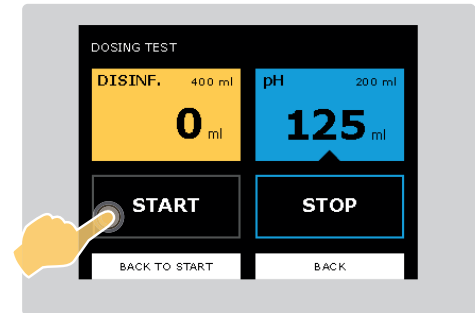 DOSING TEST
DISINF. 400 ml
0 ml
pH 200 ml
125 ml
START
STOP
BACK TO START
BACK